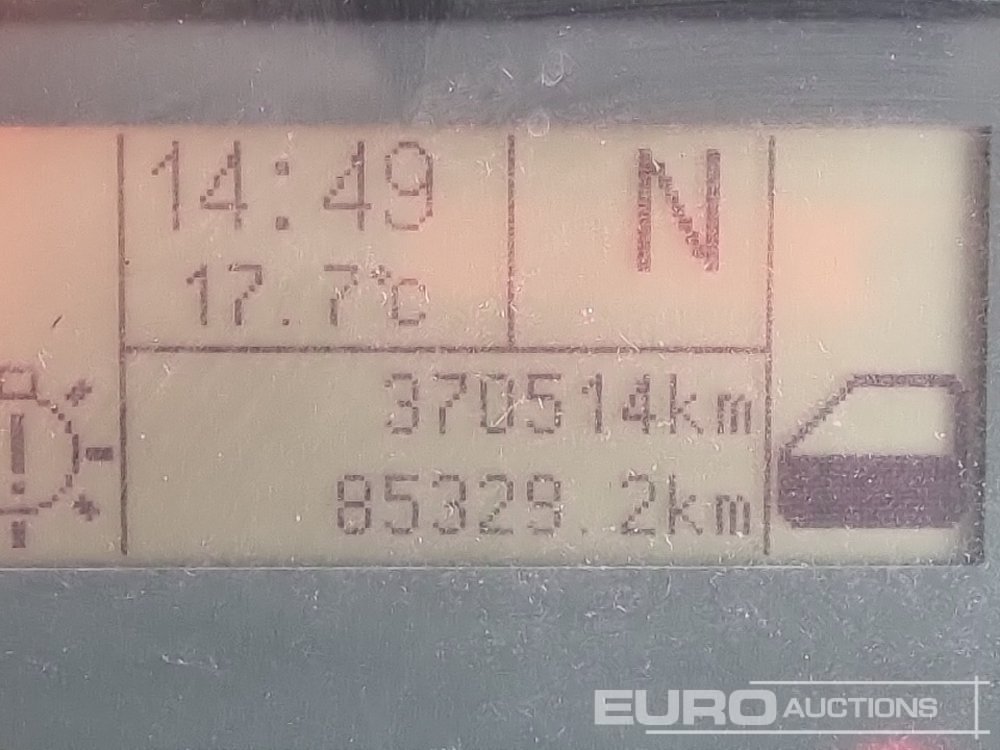 14:49
N
17.7°C
370514km
85329.2km
EURO AUCTIONS